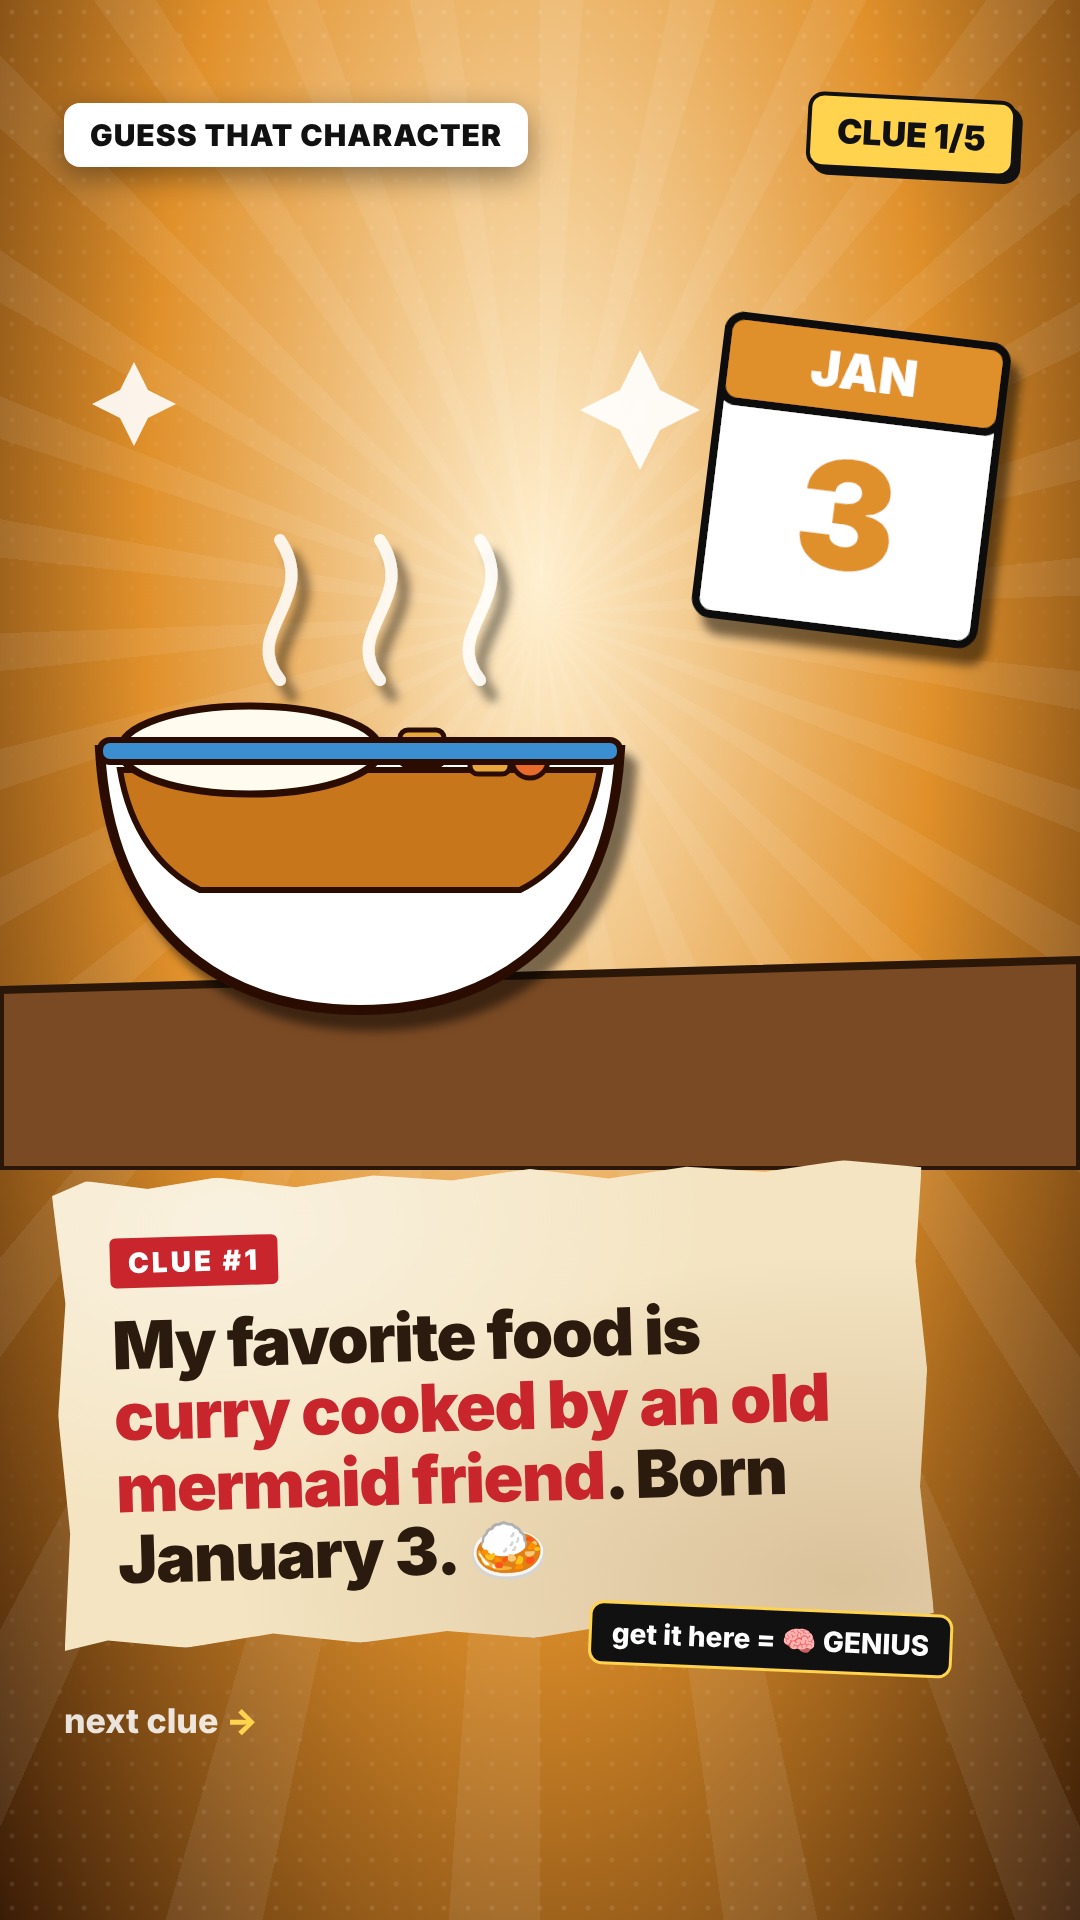 GUESS THAT CHARACTER
CLUE 1/5
JAN
3
CLUE #1
My favorite food is
curry cooked by an old
mermaid friend. Born
January 3. 🍛
get it here = 🧠 GENIUS
next clue →